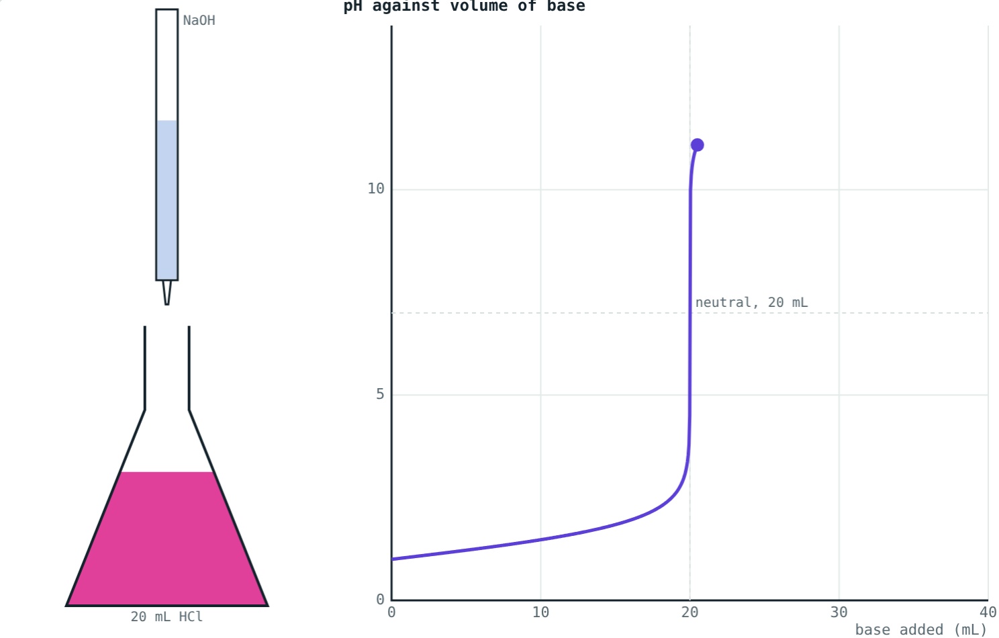 NaOH
20 mL HCl
pH against volume of base
10
5
0
neutral, 20 mL
0 10 20 30 40
base added (mL)